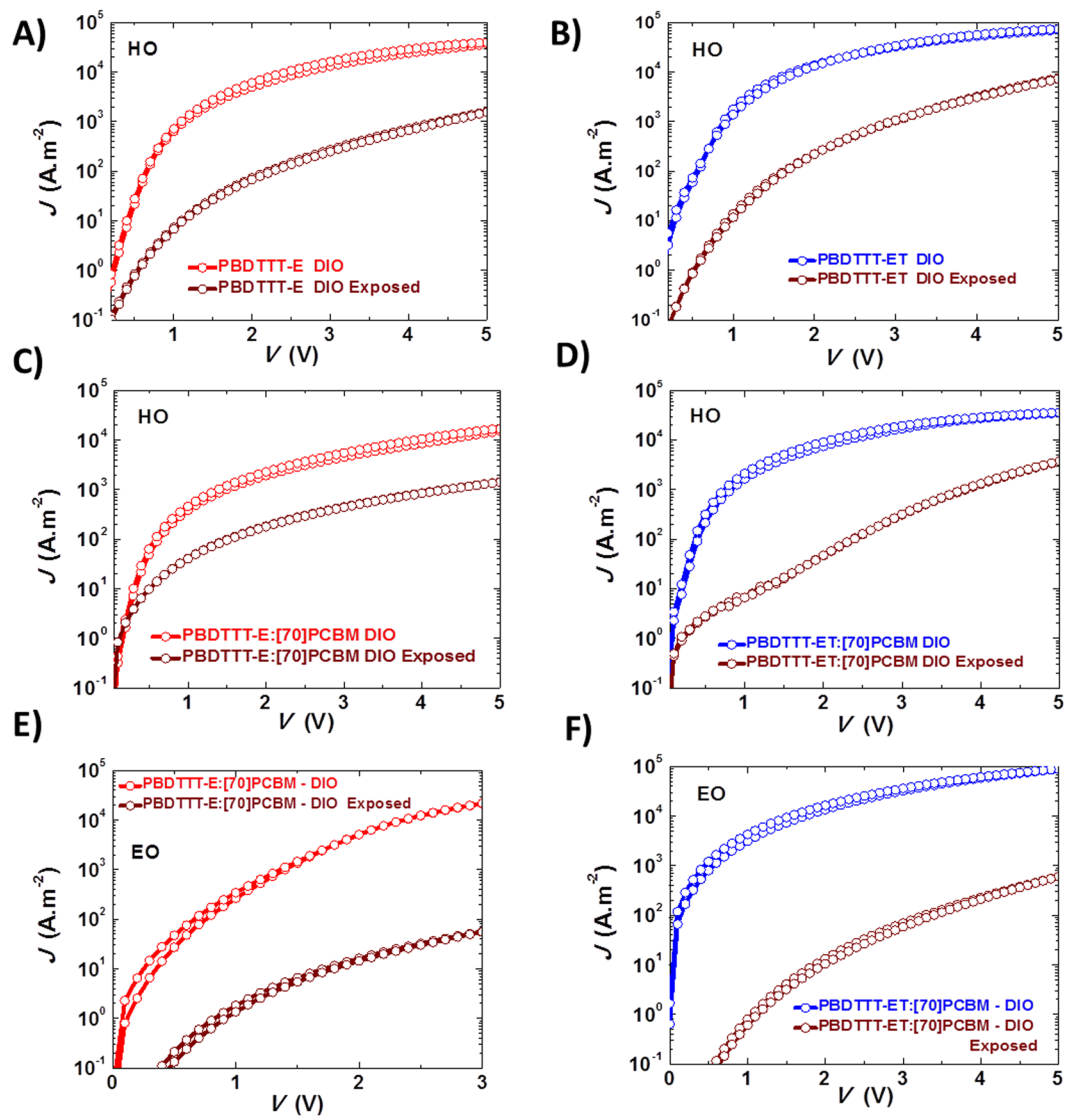 A)
10^5
10^4
10^3
10^2
10^1
10^0
10^-1
J (A.m^-2)
HO
PBDTTT-E DIO
PBDTTT-E DIO Exposed
1 2 3 4 5
V (V)
B)
10^5
10^4
10^3
10^2
10^1
10^0
10^-1
J (A.m^-2)
HO
PBDTTT-ET DIO
PBDTTT-ET DIO Exposed
1 2 3 4 5
V (V)
C)
10^5
10^4
10^3
10^2
10^1
10^0
10^-1
J (A.m^-2)
HO
PBDTTT-E:[70]PCBM DIO
PBDTTT-E:[70]PCBM DIO Exposed
1 2 3 4 5
V (V)
D)
10^5
10^4
10^3
10^2
10^1
10^0
10^-1
J (A.m^-2)
HO
PBDTTT-ET:[70]PCBM DIO
PBDTTT-ET:[70]PCBM DIO Exposed
1 2 3 4 5
V (V)
E)
10^5
10^4
10^3
10^2
10^1
10^0
10^-1
J (A.m^-2)
PBDTTT-E:[70]PCBM - DIO
PBDTTT-E:[70]PCBM - DIO Exposed
EO
0 1 2 3
V (V)
F)
10^5
10^4
10^3
10^2
10^1
10^0
10^-1
J (A.m^-2)
EO
PBDTTT-ET:[70]PCBM - DIO
PBDTTT-ET:[70]PCBM - DIO
Exposed
0 1 2 3 4 5
V (V)